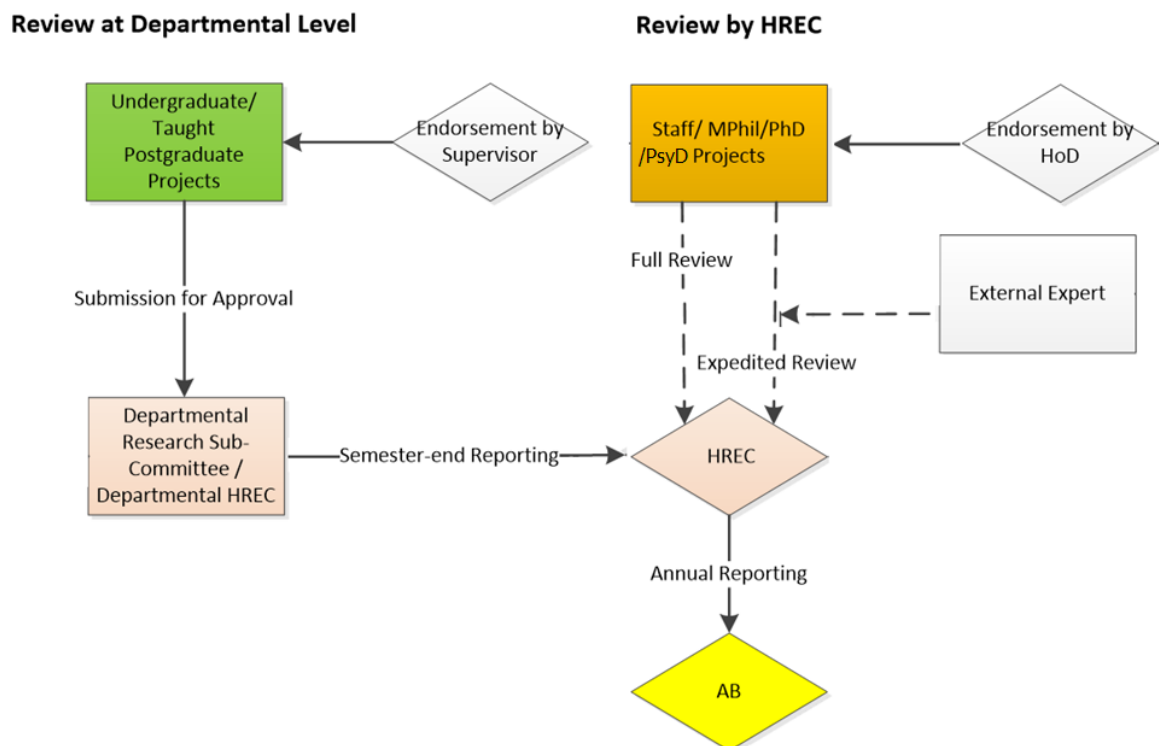 Review at Departmental Level
Review by HREC
Undergraduate/
Taught
Postgraduate
Projects
Endorsement by
Supervisor
Staff/ MPhil/PhD
/PsyD Projects
Endorsement by
HoD
Full Review
External Expert
Submission for Approval
Expedited Review
Departmental
Research Sub-
Committee /
Departmental HREC
Semester-end Reporting
HREC
Annual Reporting
AB